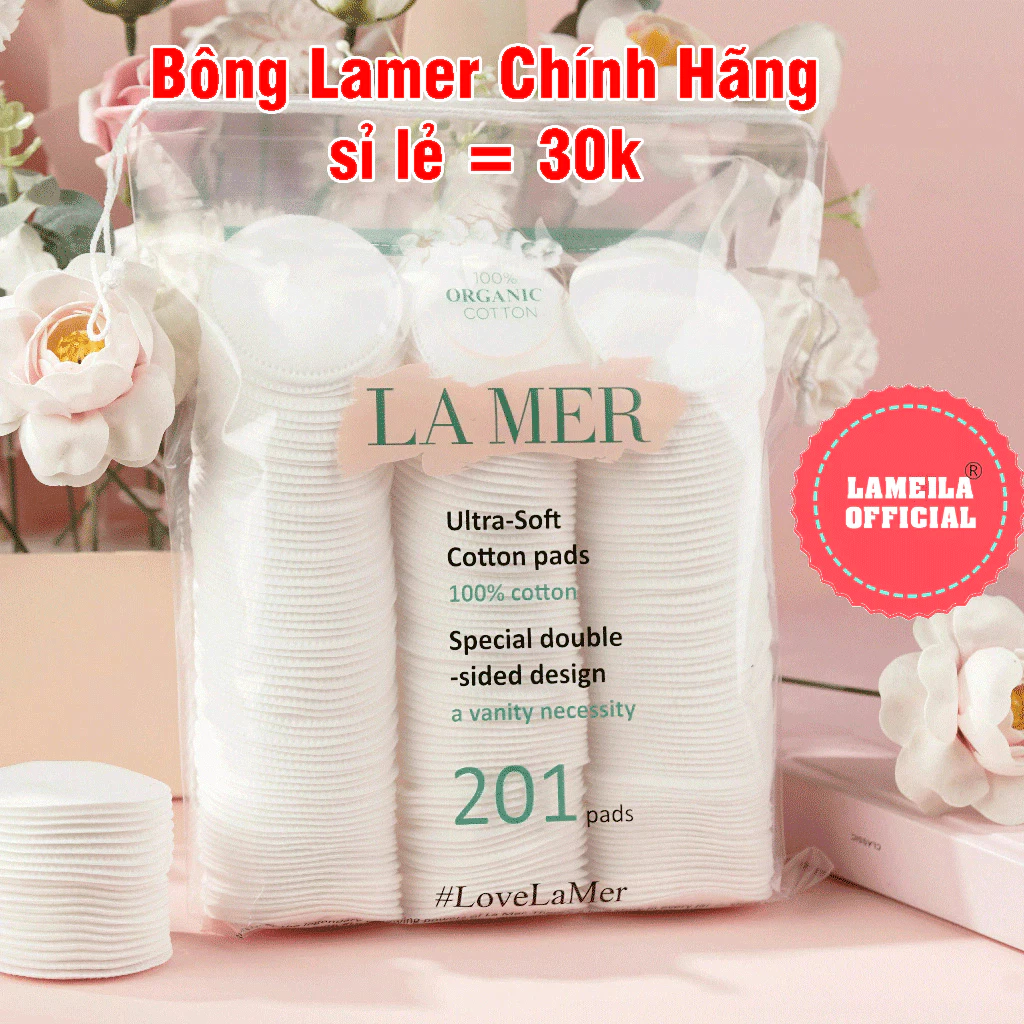 Bông Lamer Chính Hãng
sỉ lẻ = 30k
100%
ORGANIC
COTTON
LA MER
LAMEILA ®
OFFICIAL
Ultra-Soft
Cotton pads
100% cotton
Special double
-sided design
a vanity necessity
201 pads
CLASSIC
#LoveLaMer